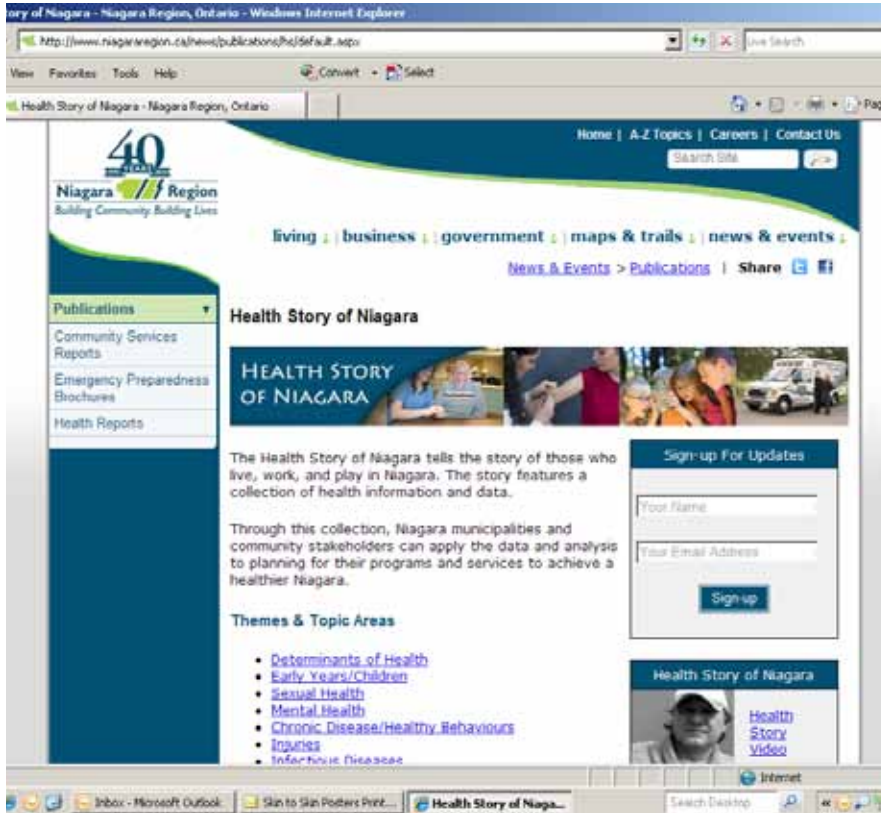 ory of Niagara - Niagara Region, Ontario - Windows Internet Explorer
http://www.niagararegion.ca/news/publications/hs/default.aspx
Live Search
View Favorites Tools Help
Convert Select
Health Story of Niagara - Niagara Region, Ontario
Pag
Home | A-Z Topics | Careers | Contact Us
Search Site
40
YEARS
Niagara Region
Building Community. Building Lives
living | business | government | maps & trails | news & events
News & Events > Publications | Share
Publications
Community Services
Reports
Emergency Preparedness
Brochures
Health Reports
Health Story of Niagara
HEALTH STORY
OF NIAGARA
The Health Story of Niagara tells the story of those who
live, work, and play in Niagara. The story features a
collection of health information and data.
Through this collection, Niagara municipalities and
community stakeholders can apply the data and analysis
to planning for their programs and services to achieve a
healthier Niagara.
Themes & Topic Areas
Determinants of Health
Early Years/Children
Sexual Health
Mental Health
Chronic Disease/Healthy Behaviours
Injuries
Infectious Diseases
Sign-up For Updates
Your Name
Your Email Address
Sign-up
Health Story of Niagara
Health
Story
Video
Internet
Inbox - Microsoft Outlook
Skin to Skin Posters Print...
Health Story of Niaga...
Search Desktop